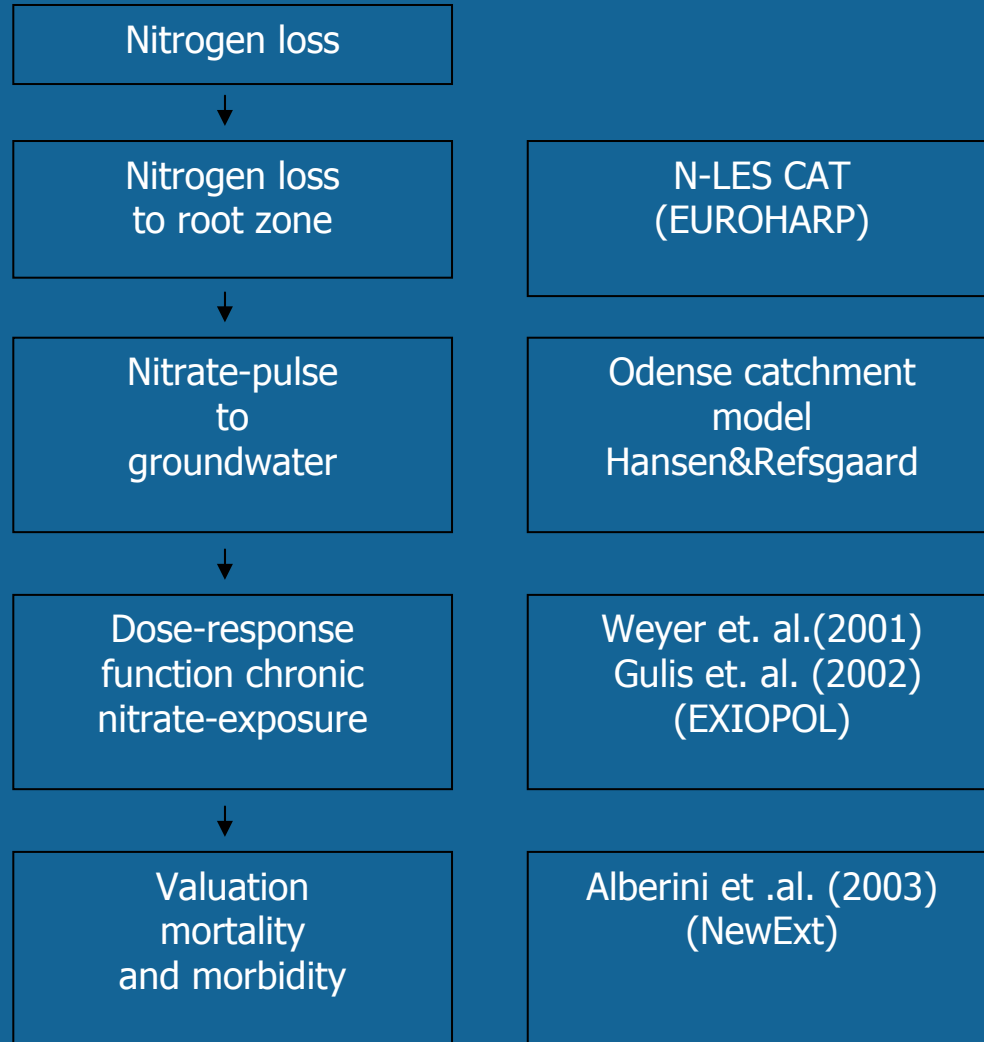 Nitrogen loss
Nitrogen loss
to root zone
N-LES CAT
(EUROHARP)
Nitrate-pulse
to
groundwater
Odense catchment
model
Hansen&Refsgaard
Dose-response
function chronic
nitrate-exposure
Weyer et. al.(2001)
Gulis et. al. (2002)
(EXIOPOL)
Valuation
mortality
and morbidity
Alberini et .al. (2003)
(NewExt)